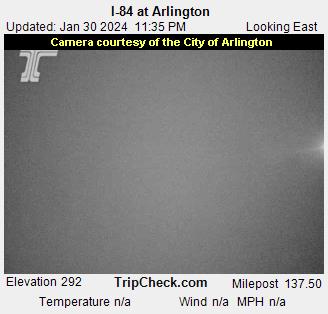 I-84 at Arlington
Updated: Jan 30 2024 11:35 PM Looking East
Camera courtesy of the City of Arlington
Elevation 292 TripCheck.com Milepost 137.50
Temperature n/a Wind n/a MPH n/a